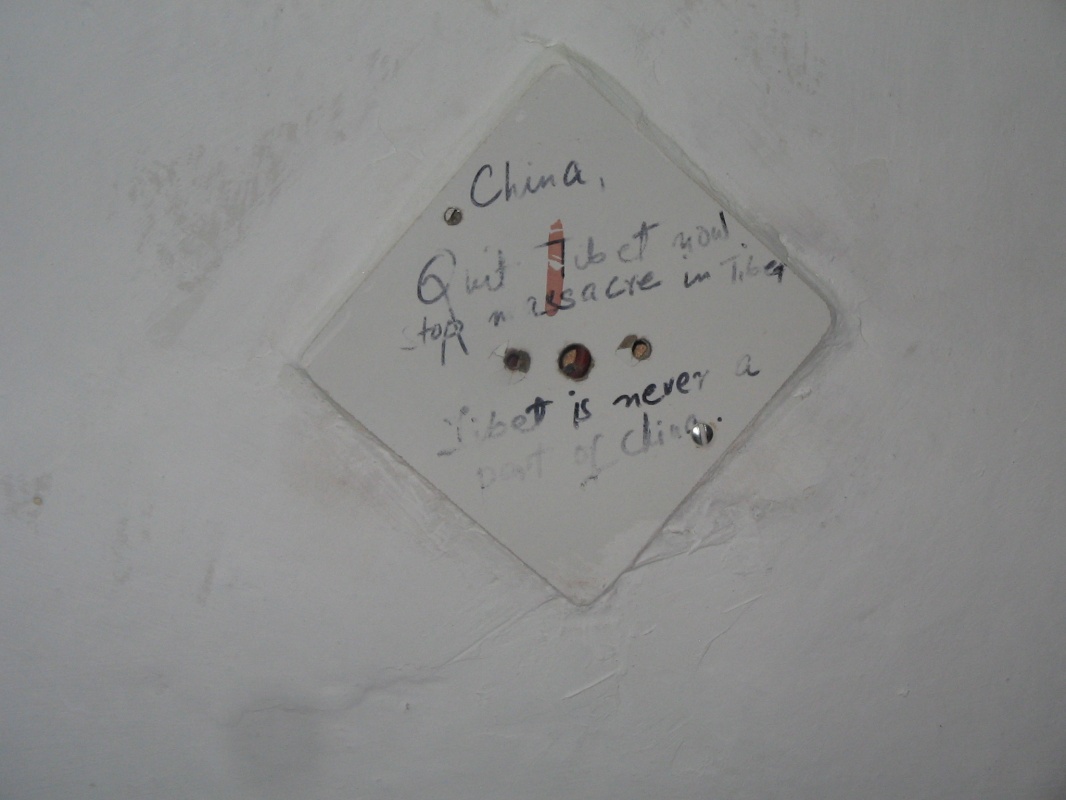 China,
Quit Tibet now
stop massacre in Tibet
Tibet is never a
part of China.